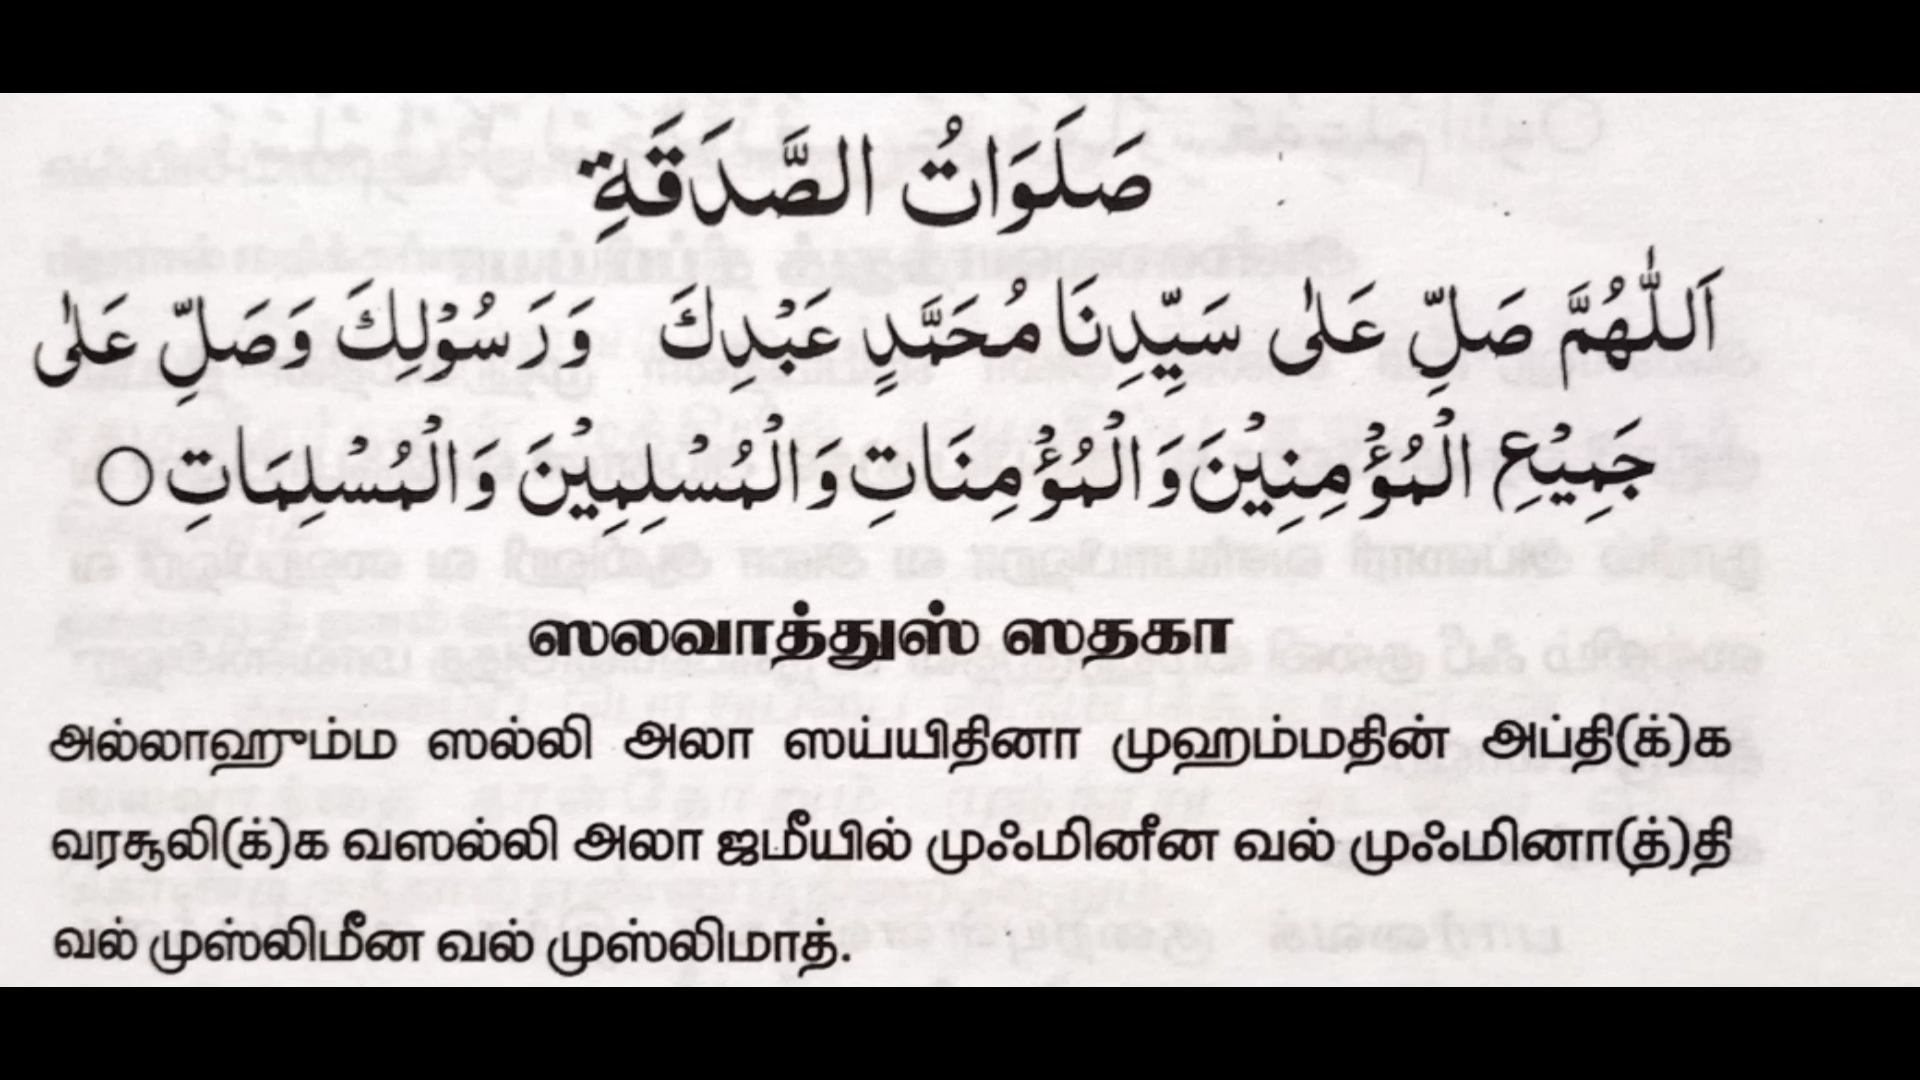 صَلَوَاتُ الصَّدَقَةِ
اَللّٰهُمَّ صَلِّ عَلٰى سَيِّدِنَا مُحَمَّدٍ عَبْدِكَ وَرَسُوْلِكَ وَصَلِّ عَلٰى
جَمِيْعِ الْمُؤْمِنِيْنَ وَالْمُؤْمِنَاتِ وَالْمُسْلِمِيْنَ وَالْمُسْلِمَاتِ ○
ஸலவாத்துஸ் ஸதகா
அல்லாஹும்ம ஸல்லி அலா ஸய்யிதினா முஹம்மதின் அப்தி(க்)க
வரசூலி(க்)க வஸல்லி அலா ஜமீயில் முஃமினீன வல் முஃமினா(த்)தி
வல் முஸ்லிமீன வல் முஸ்லிமாத்.